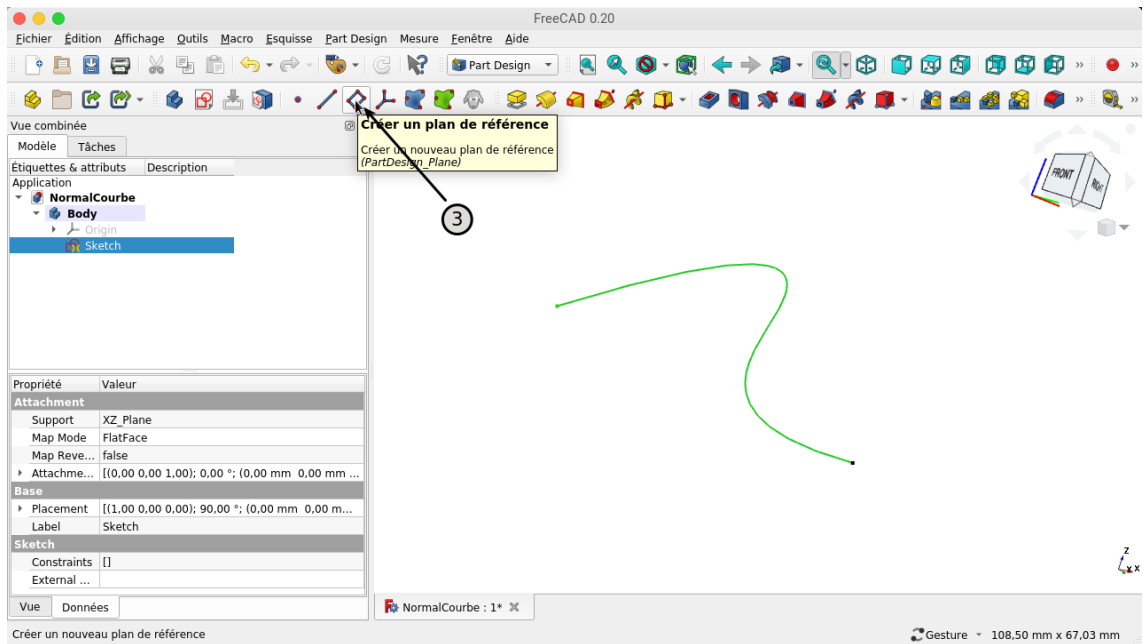 FreeCAD 0.20
Fichier Édition Affichage Outils Macro Esquisse Part Design Mesure Fenêtre Aide
Part Design
Vue combinée
Créer un plan de référence
Créer un nouveau plan de référence
(PartDesign_Plane)
3
Modèle Tâches
Étiquettes & attributs Description
Application
NormalCourbe
Body
Origin
Sketch
FRONT
RIGHT
Propriété Valeur
Attachment
Support XZ_Plane
Map Mode FlatFace
Map Reve... false
Attachme... [(0,00 0,00 1,00); 0,00 °; (0,00 mm 0,00 mm ...
Base
Placement [(1,00 0,00 0,00); 90,00 °; (0,00 mm 0,00 m...
Label Sketch
Sketch
Constraints []
External ...
Z
Y X
Vue Données
NormalCourbe : 1*
Créer un nouveau plan de référence
Gesture
108,50 mm x 67,03 mm